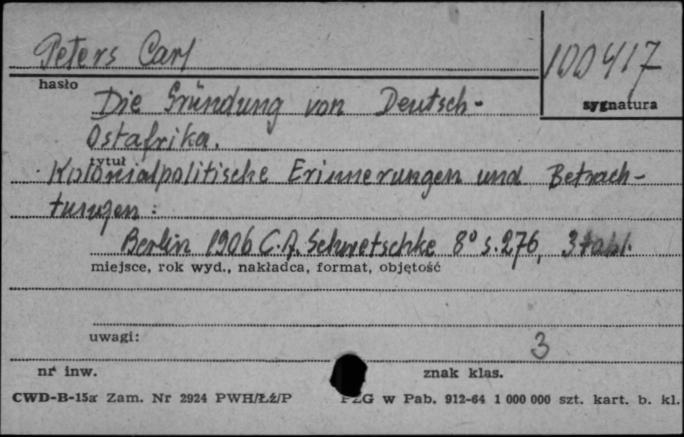 Peters Carl
100417
hasło
sygnatura
Die Gründung von Deutsch-
Ostafrika.
tytuł
Kolonialpolitische Erinnerungen und Betrach-
tungen:
Berlin 1906 C.A. Schwetschke 8° s. 276, 3 tabl.
miejsce, rok wyd., nakładca, format, objętość
uwagi:
3
nr inw.
znak klas.
CWD-B-15a Zam. Nr 2924 PWH/Łź/P
PZG w Pab. 912-64 1 000 000 szt. kart. b. kl.